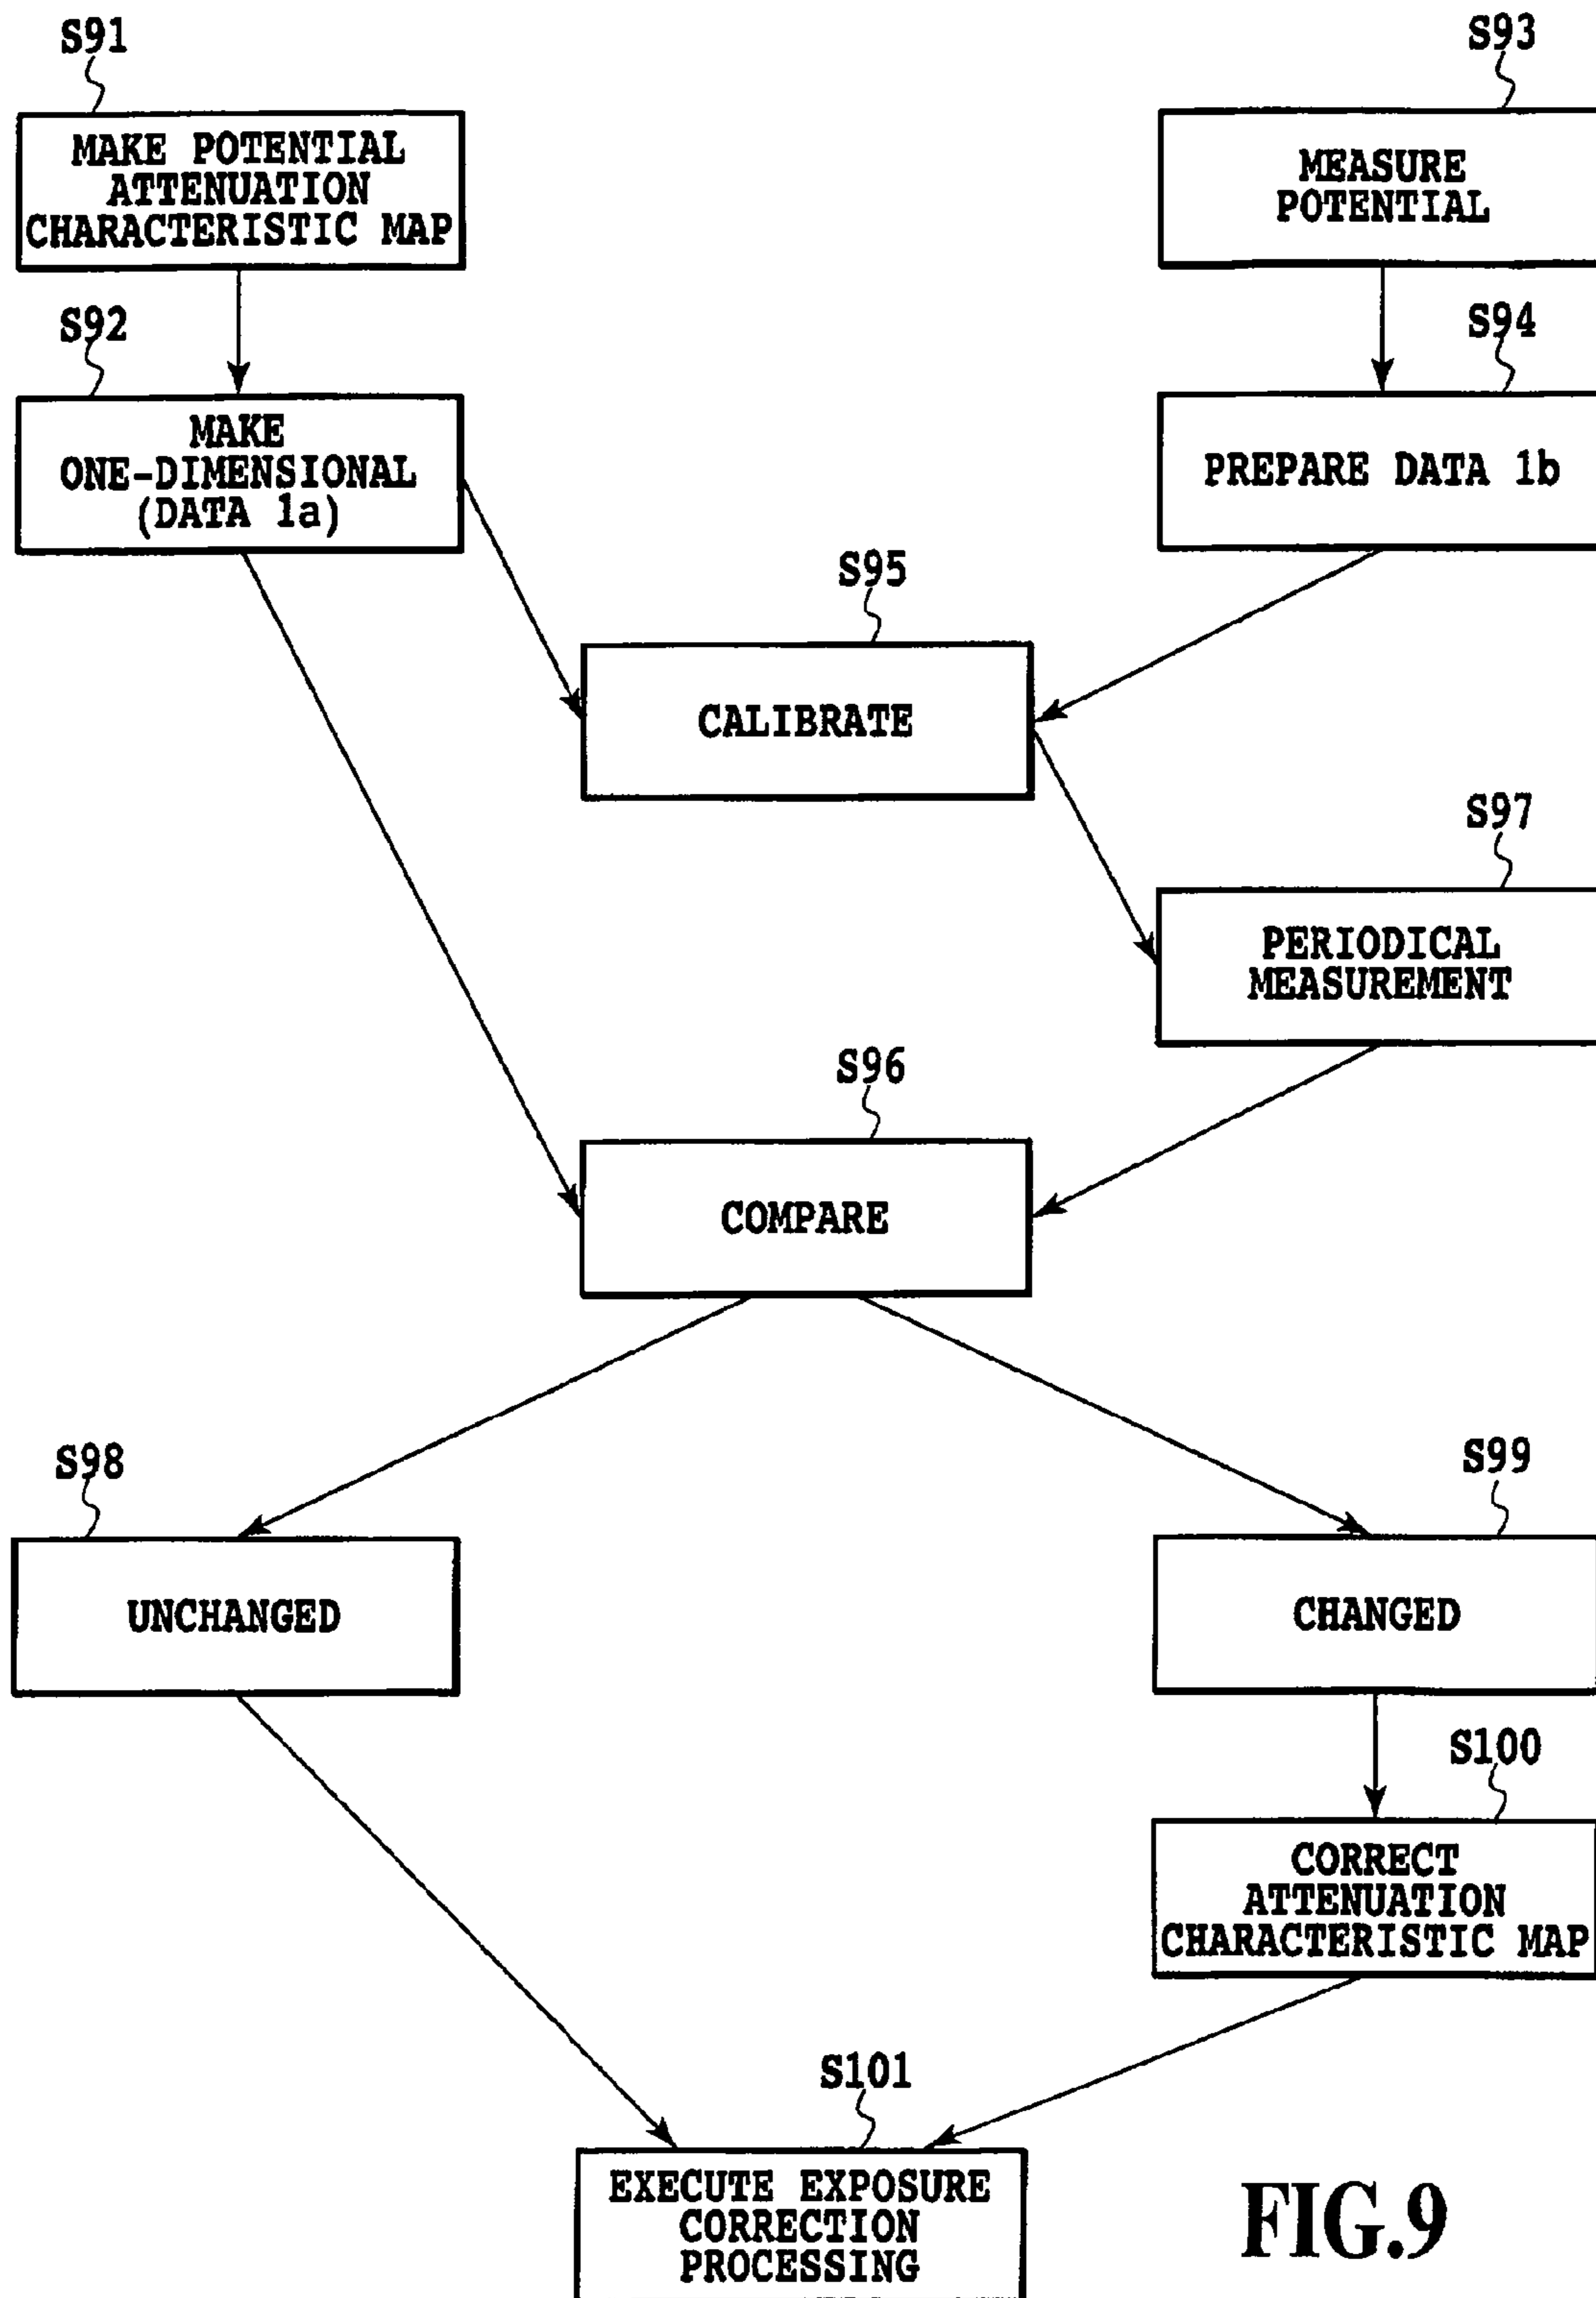 S91
MAKE POTENTIAL
ATTENUATION
CHARACTERISTIC MAP
S93
MEASURE
POTENTIAL
S92
MAKE
ONE-DIMENSIONAL
(DATA 1a)
S94
PREPARE DATA 1b
S95
CALIBRATE
S97
PERIODICAL
MEASUREMENT
S96
COMPARE
S98
UNCHANGED
S99
CHANGED
S100
CORRECT
ATTENUATION
CHARACTERISTIC MAP
S101
EXECUTE EXPOSURE
CORRECTION
PROCESSING
FIG.9